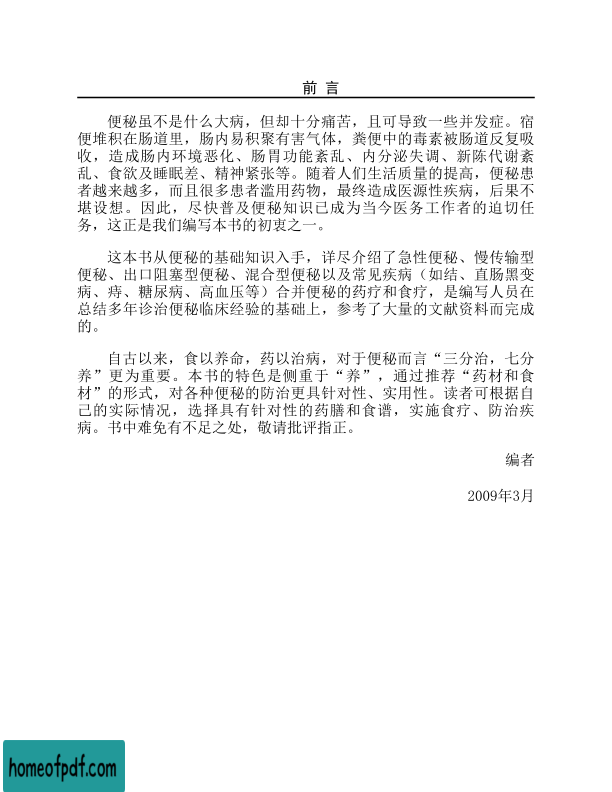 前 言
便秘虽不是什么大病，但却十分痛苦，且可导致一些并发症。宿
便堆积在肠道里，肠内易积聚有害气体，粪便中的毒素被肠道反复吸
收，造成肠内环境恶化、肠胃功能紊乱、内分泌失调、新陈代谢紊
乱、食欲及睡眠差、精神紧张等。随着人们生活质量的提高，便秘患
者越来越多，而且很多患者滥用药物，最终造成医源性疾病，后果不
堪设想。因此，尽快普及便秘知识已成为当今医务工作者的迫切任
务，这正是我们编写本书的初衷之一。
这本书从便秘的基础知识入手，详尽介绍了急性便秘、慢传输型
便秘、出口阻塞型便秘、混合型便秘以及常见疾病（如结、直肠黑变
病、痔、糖尿病、高血压等）合并便秘的药疗和食疗，是编写人员在
总结多年诊治便秘临床经验的基础上，参考了大量的文献资料而完成
的。
自古以来，食以养命，药以治病，对于便秘而言“三分治，七分
养”更为重要。本书的特色是侧重于“养”，通过推荐“药材和食
材”的形式，对各种便秘的防治更具针对性、实用性。读者可根据自
己的实际情况，选择具有针对性的药膳和食谱，实施食疗、防治疾
病。书中难免有不足之处，敬请批评指正。
编者
2009年3月
homeofpdf.com